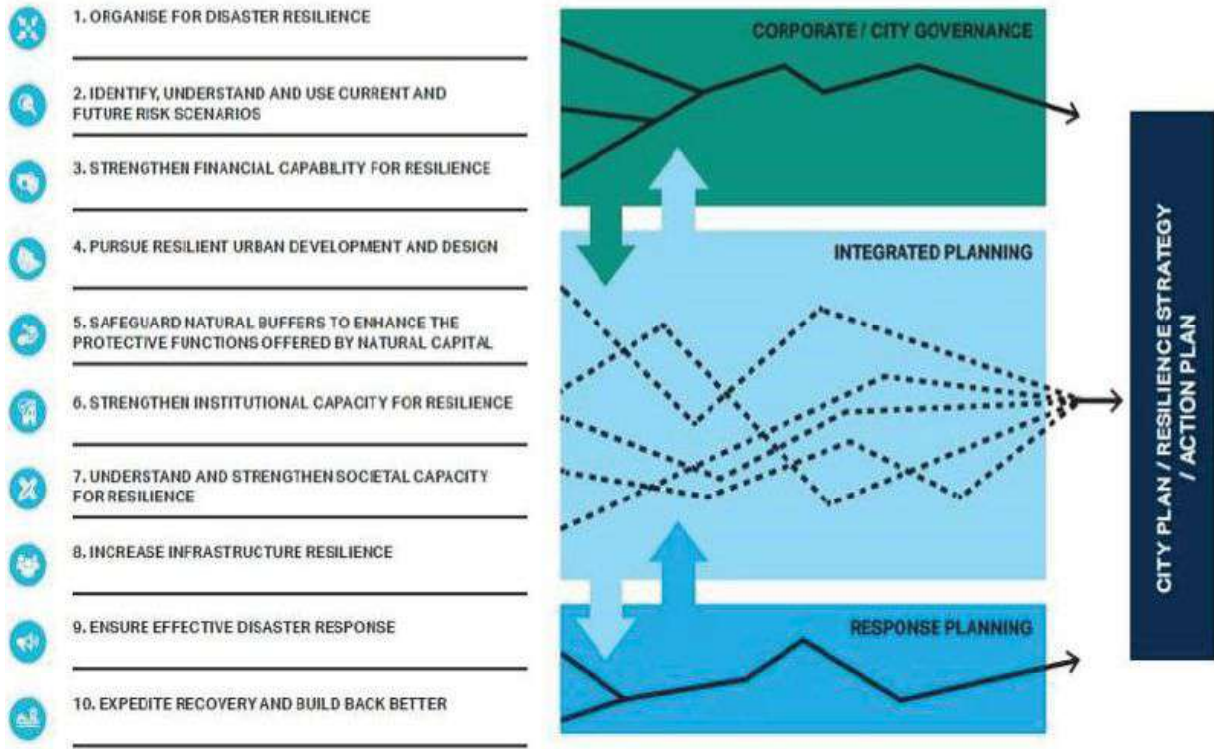 1. ORGANISE FOR DISASTER RESILIENCE
2. IDENTIFY, UNDERSTAND AND USE CURRENT AND
FUTURE RISK SCENARIOS
3. STRENGTHEN FINANCIAL CAPABILITY FOR RESILIENCE
4. PURSUE RESILIENT URBAN DEVELOPMENT AND DESIGN
5. SAFEGUARD NATURAL BUFFERS TO ENHANCE THE
PROTECTIVE FUNCTIONS OFFERED BY NATURAL CAPITAL
6. STRENGTHEN INSTITUTIONAL CAPACITY FOR RESILIENCE
7. UNDERSTAND AND STRENGTHEN SOCIETAL CAPACITY
FOR RESILIENCE
8. INCREASE INFRASTRUCTURE RESILIENCE
9. ENSURE EFFECTIVE DISASTER RESPONSE
10. EXPEDITE RECOVERY AND BUILD BACK BETTER
CORPORATE / CITY GOVERNANCE
INTEGRATED PLANNING
RESPONSE PLANNING
CITY PLAN / RESILIENCE STRATEGY
/ ACTION PLAN